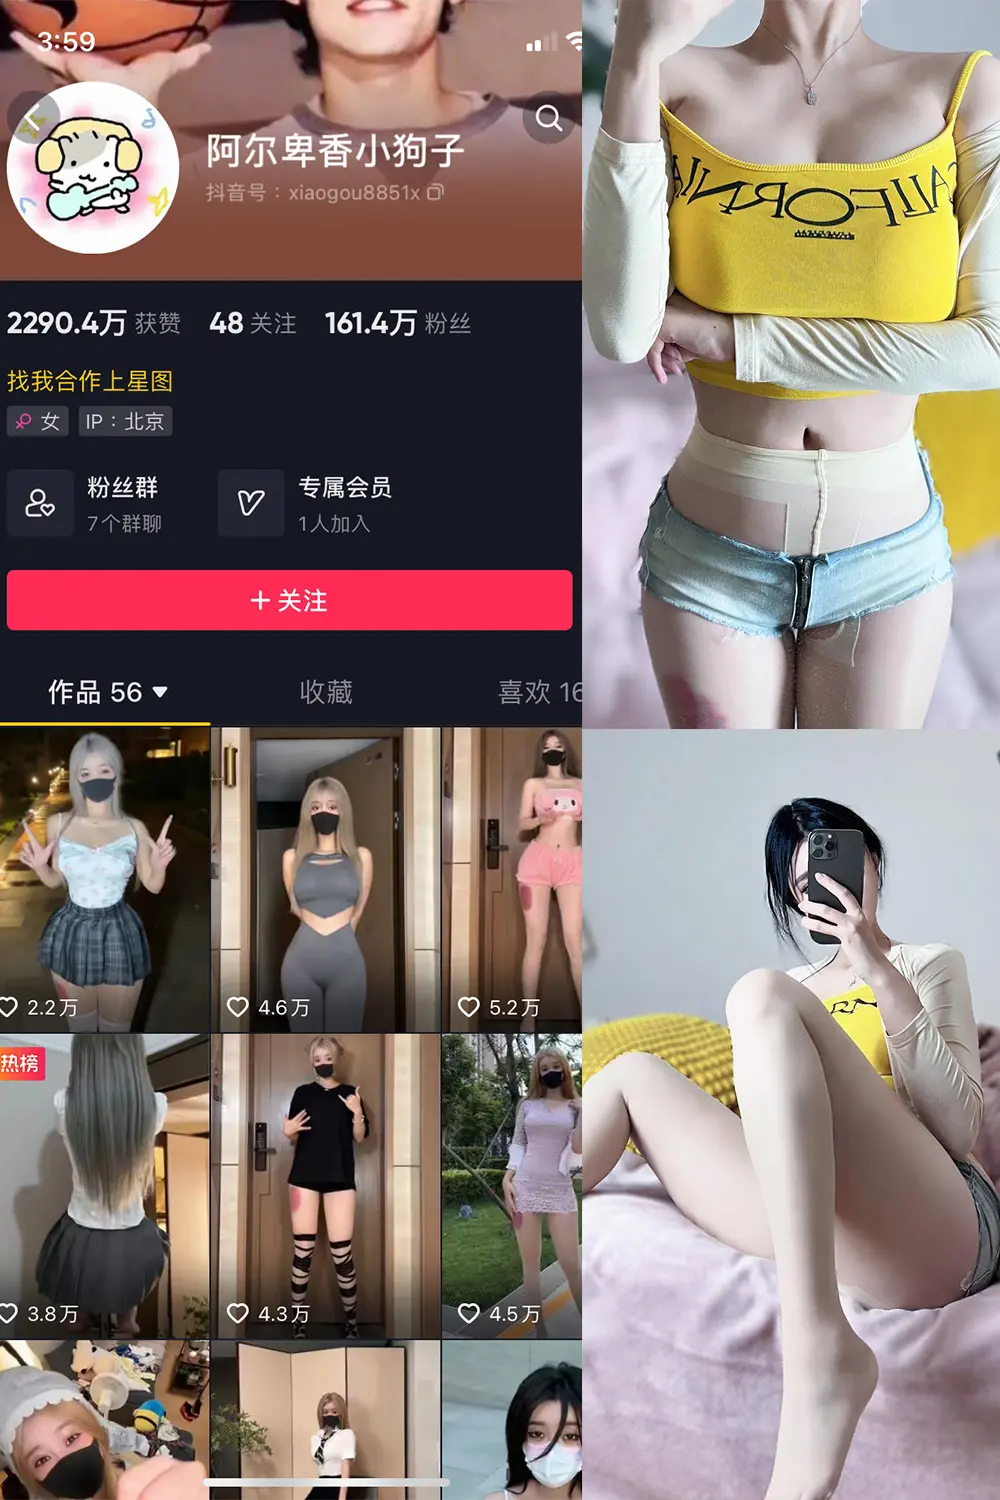 3:59
阿尔卑香小狗子
抖音号：xiaogou8851x
2290.4万 获赞 48 关注 161.4万 粉丝
找我合作上星图
女 IP：北京
粉丝群
7个群聊
专属会员
1人加入
+ 关注
作品 56 收藏 喜欢 16
2.2万 4.6万 5.2万
热榜
3.8万 4.3万 4.5万
CALIFORNIA